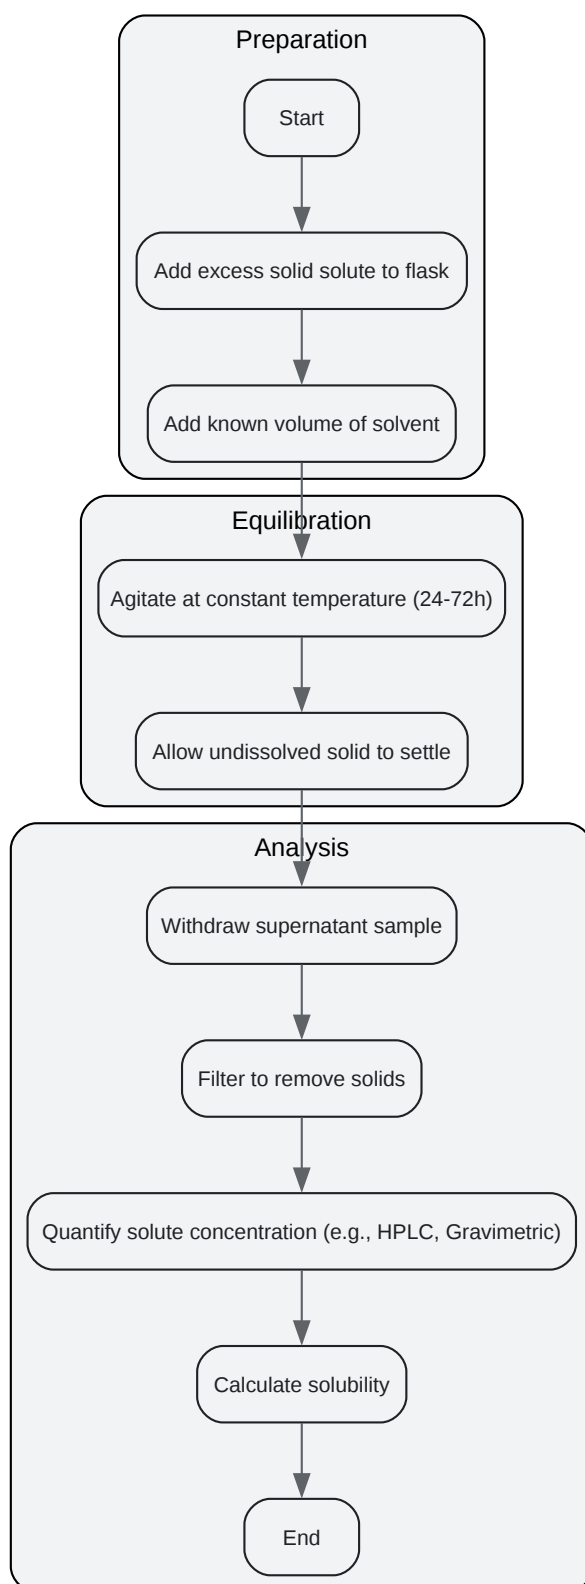 Preparation
Start
Add excess solid solute to flask
Add known volume of solvent
Equilibration
Agitate at constant temperature (24-72h)
Allow undissolved solid to settle
Analysis
Withdraw supernatant sample
Filter to remove solids
Quantify solute concentration (e.g., HPLC, Gravimetric)
Calculate solubility
End